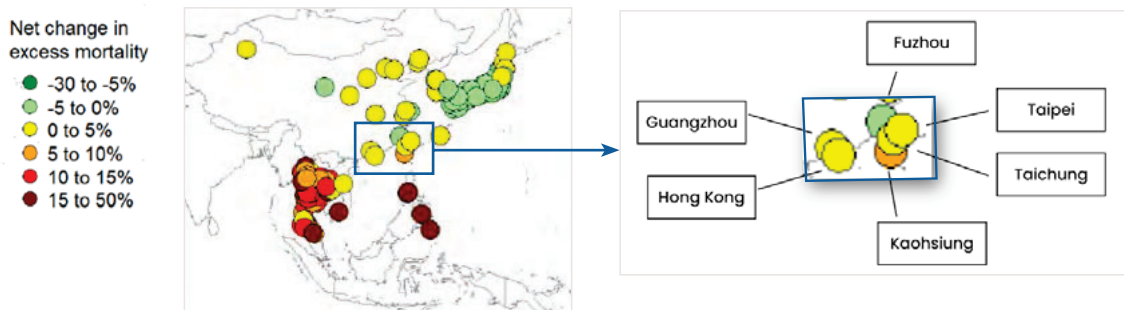 Net change in
excess mortality
-30 to -5%
-5 to 0%
0 to 5%
5 to 10%
10 to 15%
15 to 50%
Fuzhou
Guangzhou
Taipei
Taichung
Hong Kong
Kaohsiung